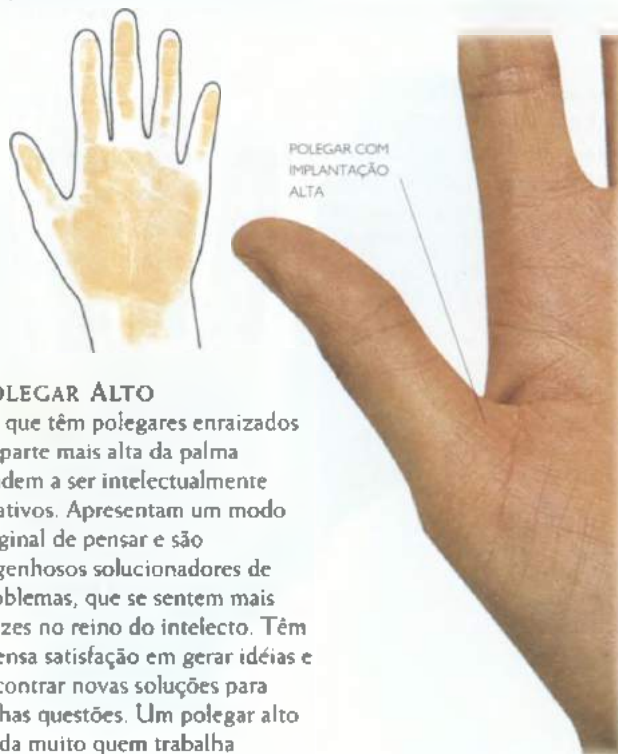 POLEGAR COM
IMPLANTAÇÃO
ALTA
OLEGAR ALTO
que têm polegares enraizados
parte mais alta da palma
dem a ser intelectualmente
ativos. Apresentam um modo
ginal de pensar e são
genhosos solucionadores de
oblemas, que se sentem mais
zes no reino do intelecto. Têm
ensa satisfação em gerar idéias e
contrar novas soluções para
has questões. Um polegar alto
da muito quem trabalha